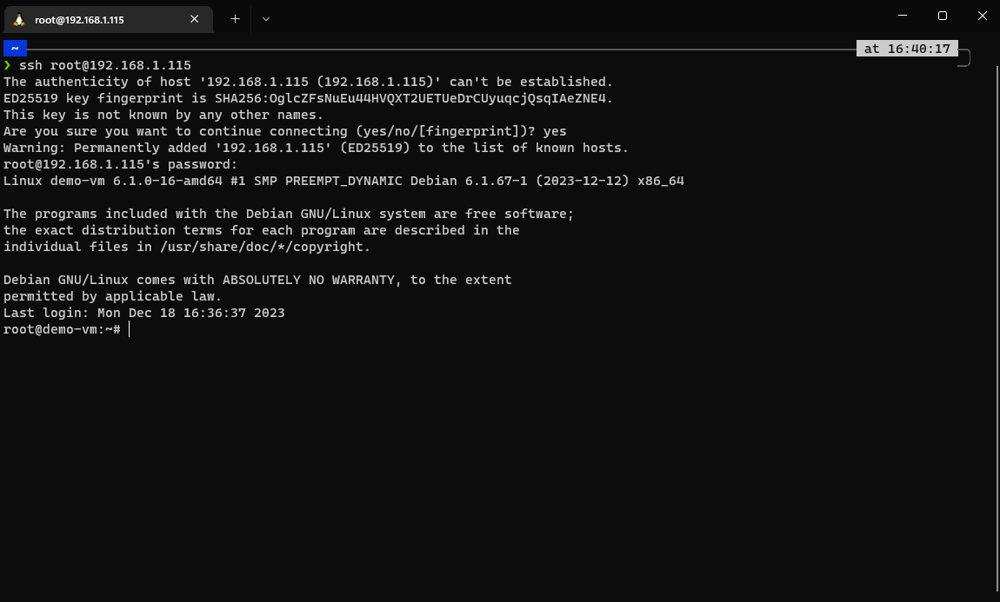 root@192.168.1.115
~
at 16:40:17
❯ ssh root@192.168.1.115
The authenticity of host '192.168.1.115 (192.168.1.115)' can't be established.
ED25519 key fingerprint is SHA256:OglcZFsNuEu44HVQXT2UETUeDrCUyuqcjQsqIAeZNE4.
This key is not known by any other names.
Are you sure you want to continue connecting (yes/no/[fingerprint])? yes
Warning: Permanently added '192.168.1.115' (ED25519) to the list of known hosts.
root@192.168.1.115's password:
Linux demo-vm 6.1.0-16-amd64 #1 SMP PREEMPT_DYNAMIC Debian 6.1.67-1 (2023-12-12) x86_64

The programs included with the Debian GNU/Linux system are free software;
the exact distribution terms for each program are described in the
individual files in /usr/share/doc/*/copyright.

Debian GNU/Linux comes with ABSOLUTELY NO WARRANTY, to the extent
permitted by applicable law.
Last login: Mon Dec 18 16:36:37 2023
root@demo-vm:~#